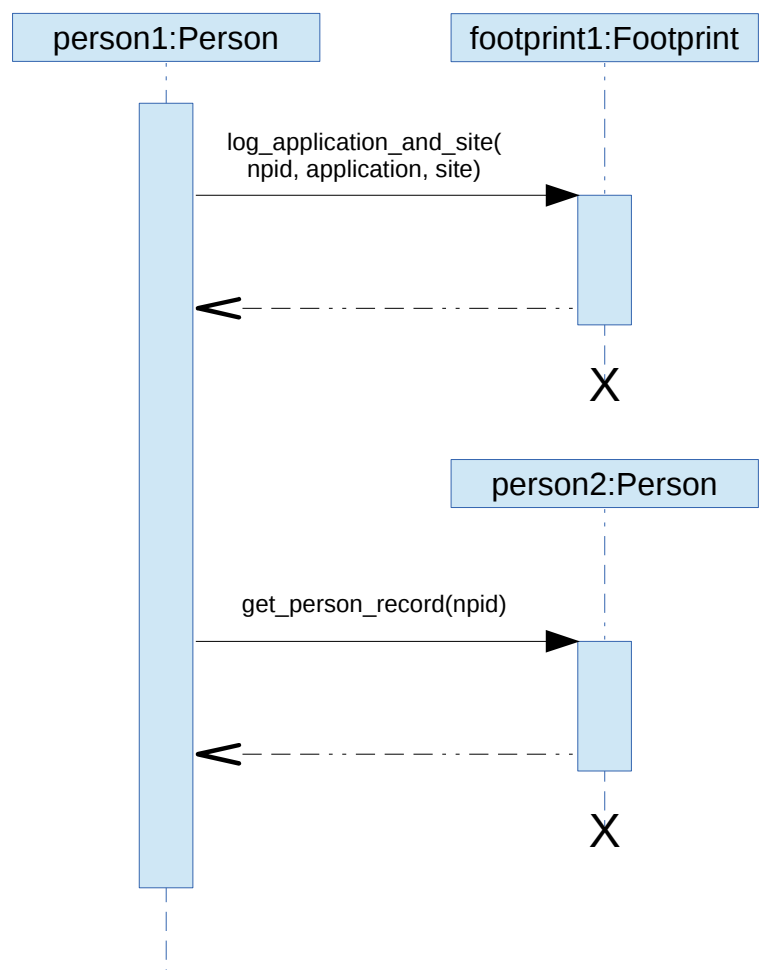 person1:Person
footprint1:Footprint
log_application_and_site(
npid, application, site)
X
person2:Person
get_person_record(npid)
X